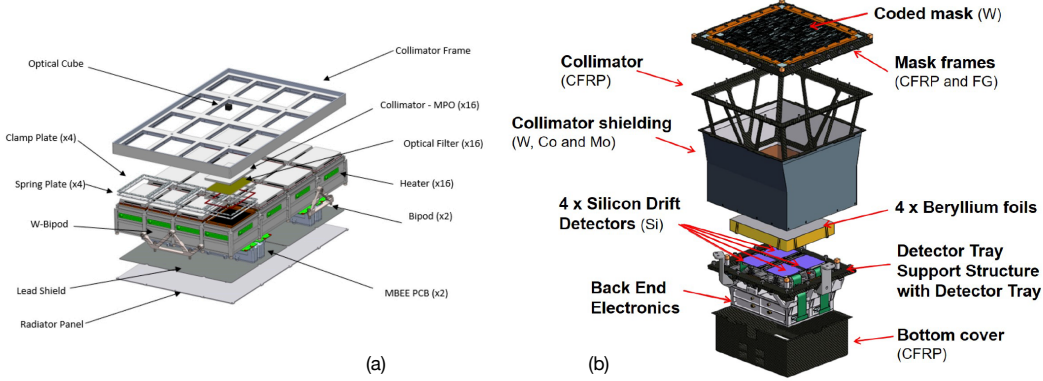 Collimator Frame
Optical Cube
Collimator - MPO (x16)
Clamp Plate (x4)
Optical Filter (x16)
Spring Plate (x4)
Heater (x16)
W-Bipod
Bipod (x2)
Lead Shield
MBEE PCB (x2)
Radiator Panel
(a)
Coded mask (W)
Collimator
(CFRP)
Mask frames
(CFRP and FG)
Collimator shielding
(W, Co and Mo)
4 x Silicon Drift
Detectors (Si)
4 x Beryllium foils
Detector Tray
Support Structure
with Detector Tray
Back End
Electronics
Bottom cover
(CFRP)
(b)